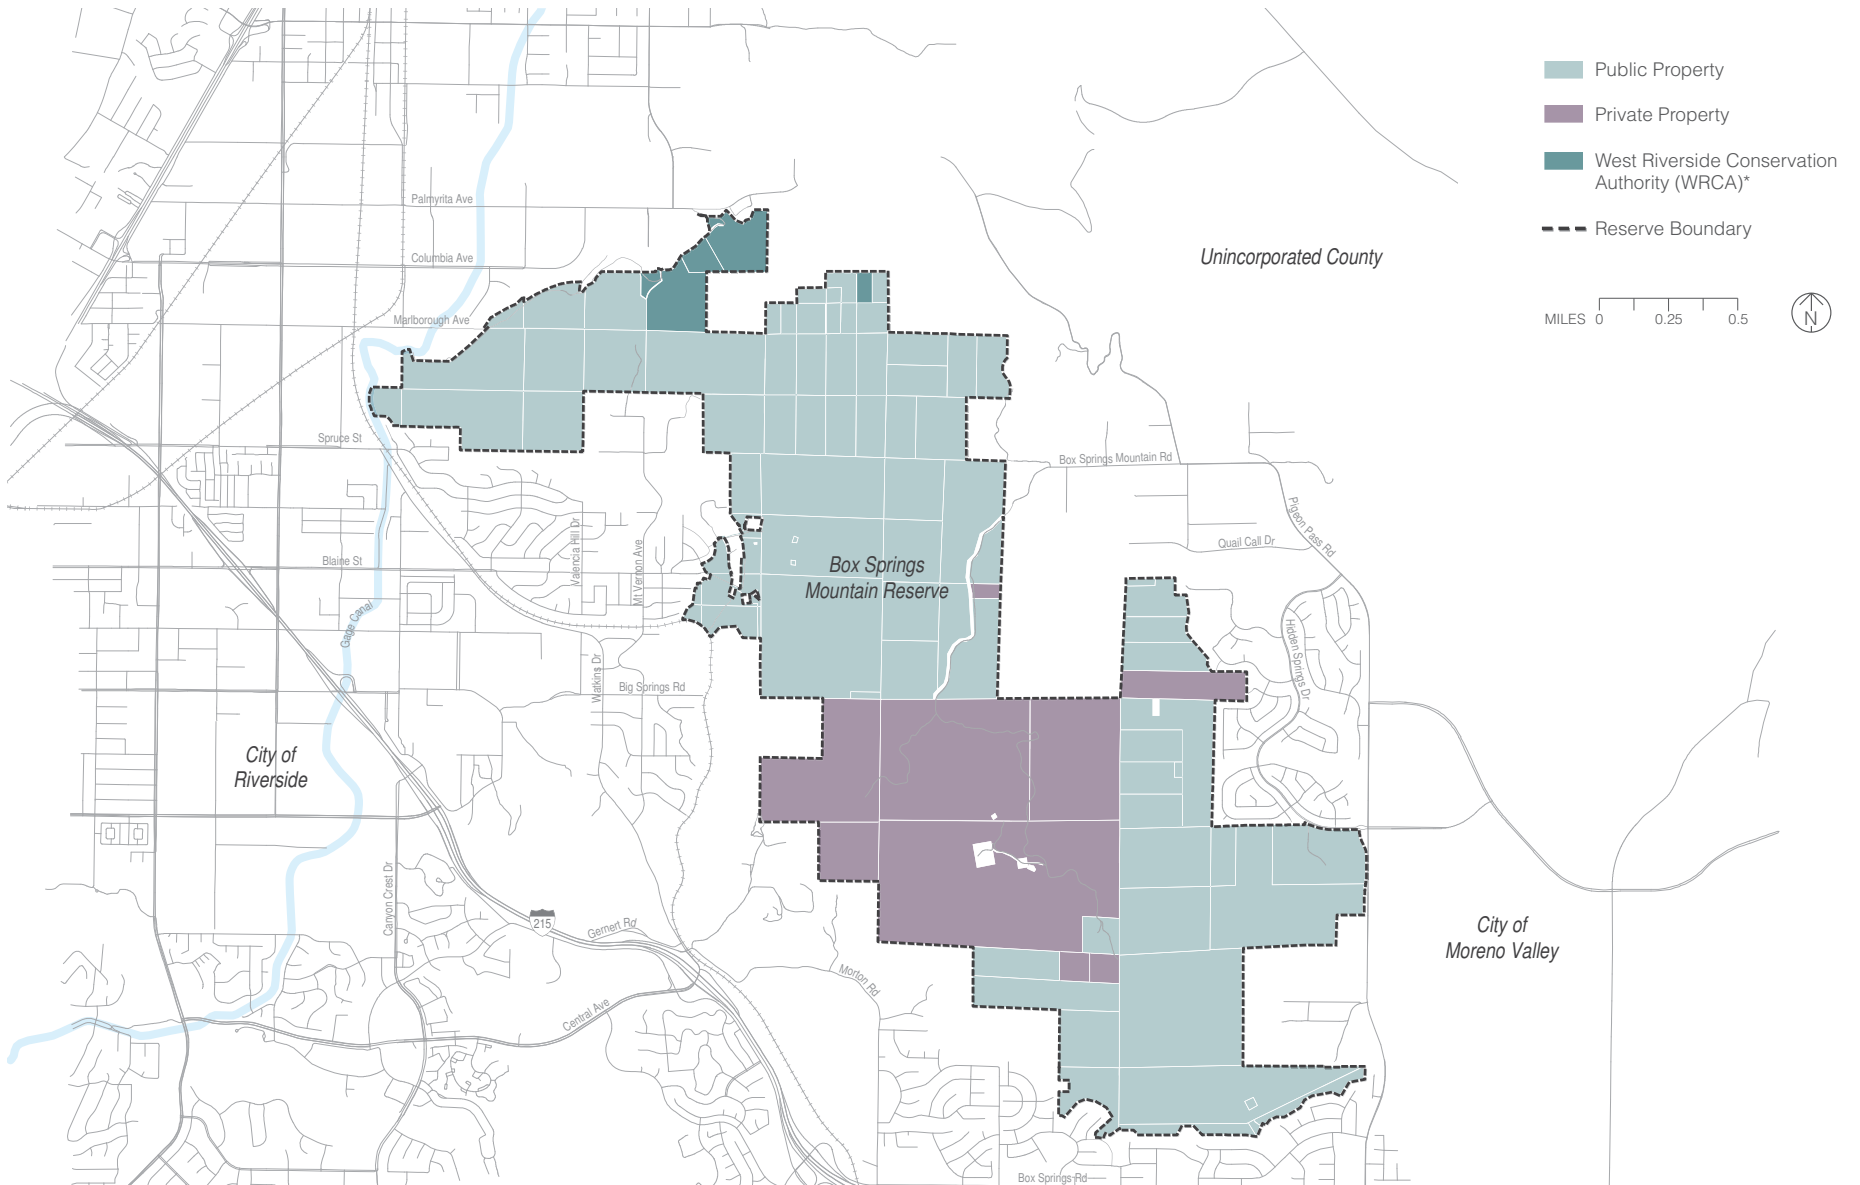 Public Property
Private Property
West Riverside Conservation
Authority (WRCA)*
Reserve Boundary
MILES 0 0.25 0.5
N
Unincorporated County
Palmyrita Ave
Columbia Ave
Marlborough Ave
Spruce St
Box Springs Mountain Rd
Pigeon Pass Rd
Quail Call Dr
Valencia Hill Dr
Mt Vernon Ave
Blaine St
Box Springs
Mountain Reserve
Gage Canal
Hidden Springs Dr
Watkins Dr
Big Springs Rd
City of
Riverside
Canyon Crest Dr
215
Gernert Rd
City of
Moreno Valley
Morton Rd
Central Ave
Box Springs Rd